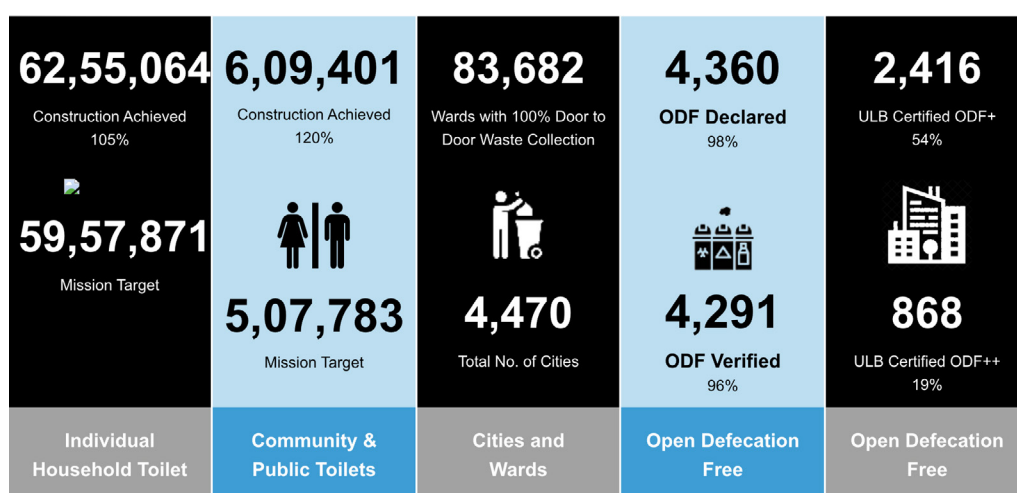 62,55,064
Construction Achieved
105%
59,57,871
Mission Target
Individual
Household Toilet
6,09,401
Construction Achieved
120%
5,07,783
Mission Target
Community &
Public Toilets
83,682
Wards with 100% Door to
Door Waste Collection
4,470
Total No. of Cities
Cities and
Wards
4,360
ODF Declared
98%
4,291
ODF Verified
96%
Open Defecation
Free
2,416
ULB Certified ODF+
54%
868
ULB Certified ODF++
19%
Open Defecation
Free